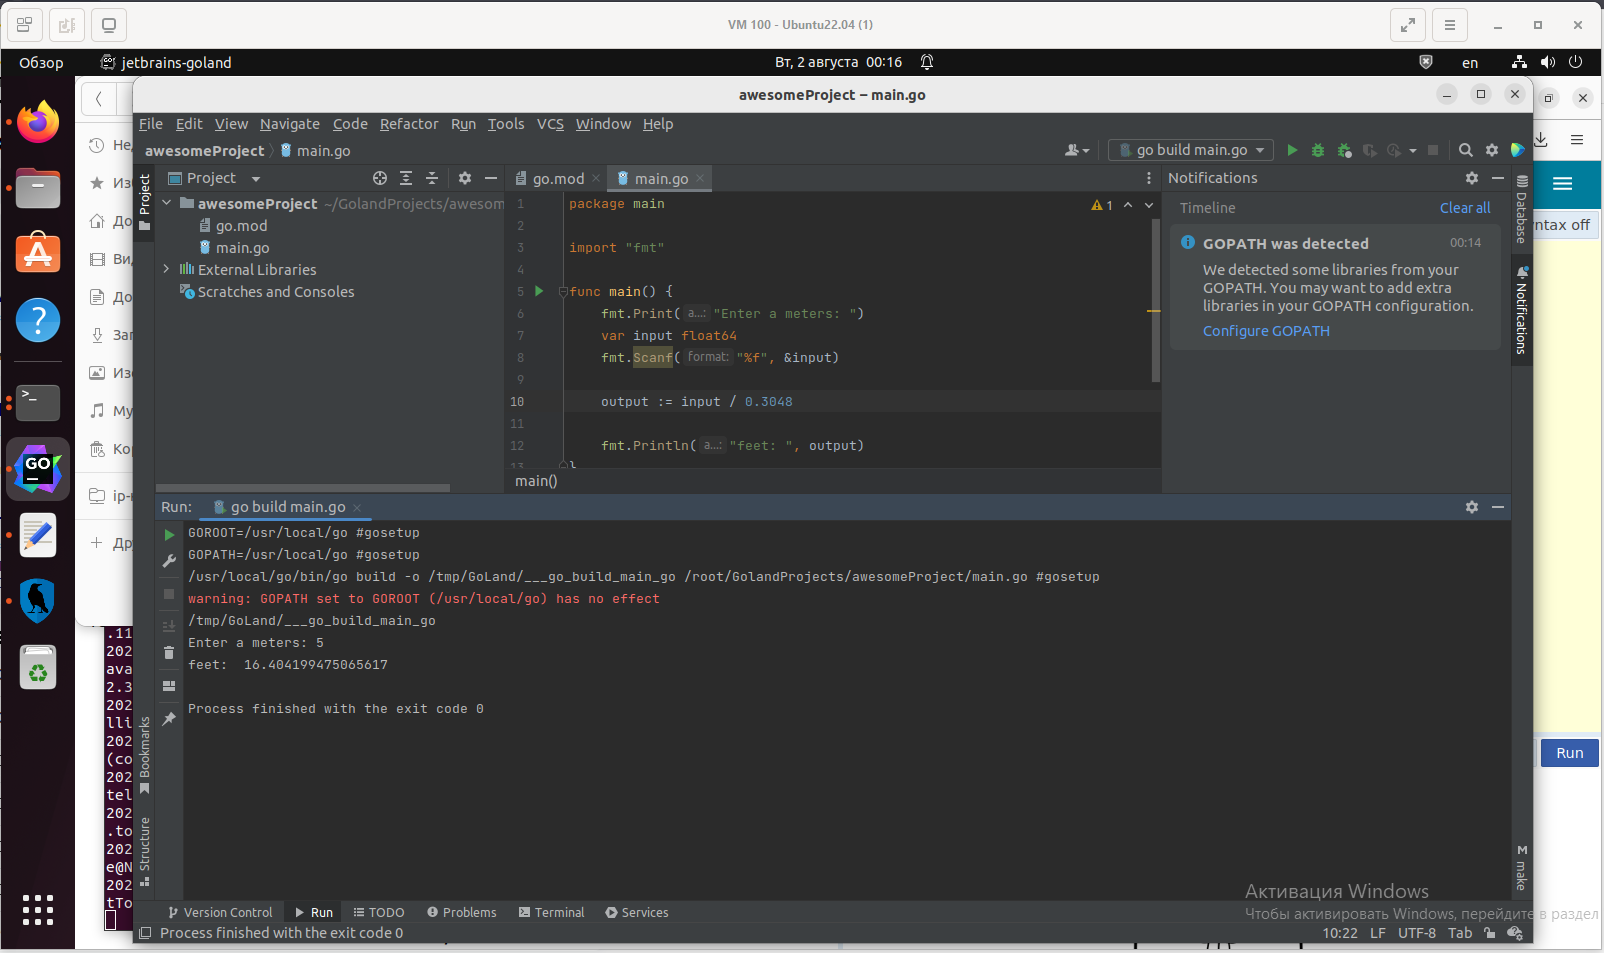 VM 100 - Ubuntu22.04 (1)
Обзор
jetbrains-goland
Вт, 2 августа 00:16
en
awesomeProject – main.go
File Edit View Navigate Code Refactor Run Tools VCS Window Help
awesomeProject
main.go
go build main.go
Project
go.mod
main.go
Notifications
awesomeProject ~/GolandProjects/awesom
go.mod
main.go
External Libraries
Scratches and Consoles
1 package main
2
3 import "fmt"
4
5 func main() {
6 fmt.Print( a...: "Enter a meters: ")
7 var input float64
8 fmt.Scanf( format: "%f", &input)
9
10 output := input / 0.3048
11
12 fmt.Println( a...: "feet: ", output)
13 }
1
main()
Timeline
Clear all
GOPATH was detected 00:14
We detected some libraries from your
GOPATH. You may want to add extra
libraries in your GOPATH configuration.
Configure GOPATH
Project
Bookmarks
Structure
Database
Notifications
make
ntax off
Run
Не
Из
До
Ви
До
Заг
Из
Му
Кор
ip-
Др
.11
202
ava
2.3
202
lli
202
(co
202
tel
202
.to
202
e@N
202
tTo
Run:
go build main.go
GOROOT=/usr/local/go #gosetup
GOPATH=/usr/local/go #gosetup
/usr/local/go/bin/go build -o /tmp/GoLand/___go_build_main_go /root/GolandProjects/awesomeProject/main.go #gosetup
warning: GOPATH set to GOROOT (/usr/local/go) has no effect
/tmp/GoLand/___go_build_main_go
Enter a meters: 5
feet:  16.404199475065617
Process finished with the exit code 0
Активация Windows
Чтобы активировать Windows, перейдите в раздел
Version Control Run TODO Problems Terminal Services
Process finished with the exit code 0
10:22 LF UTF-8 Tab